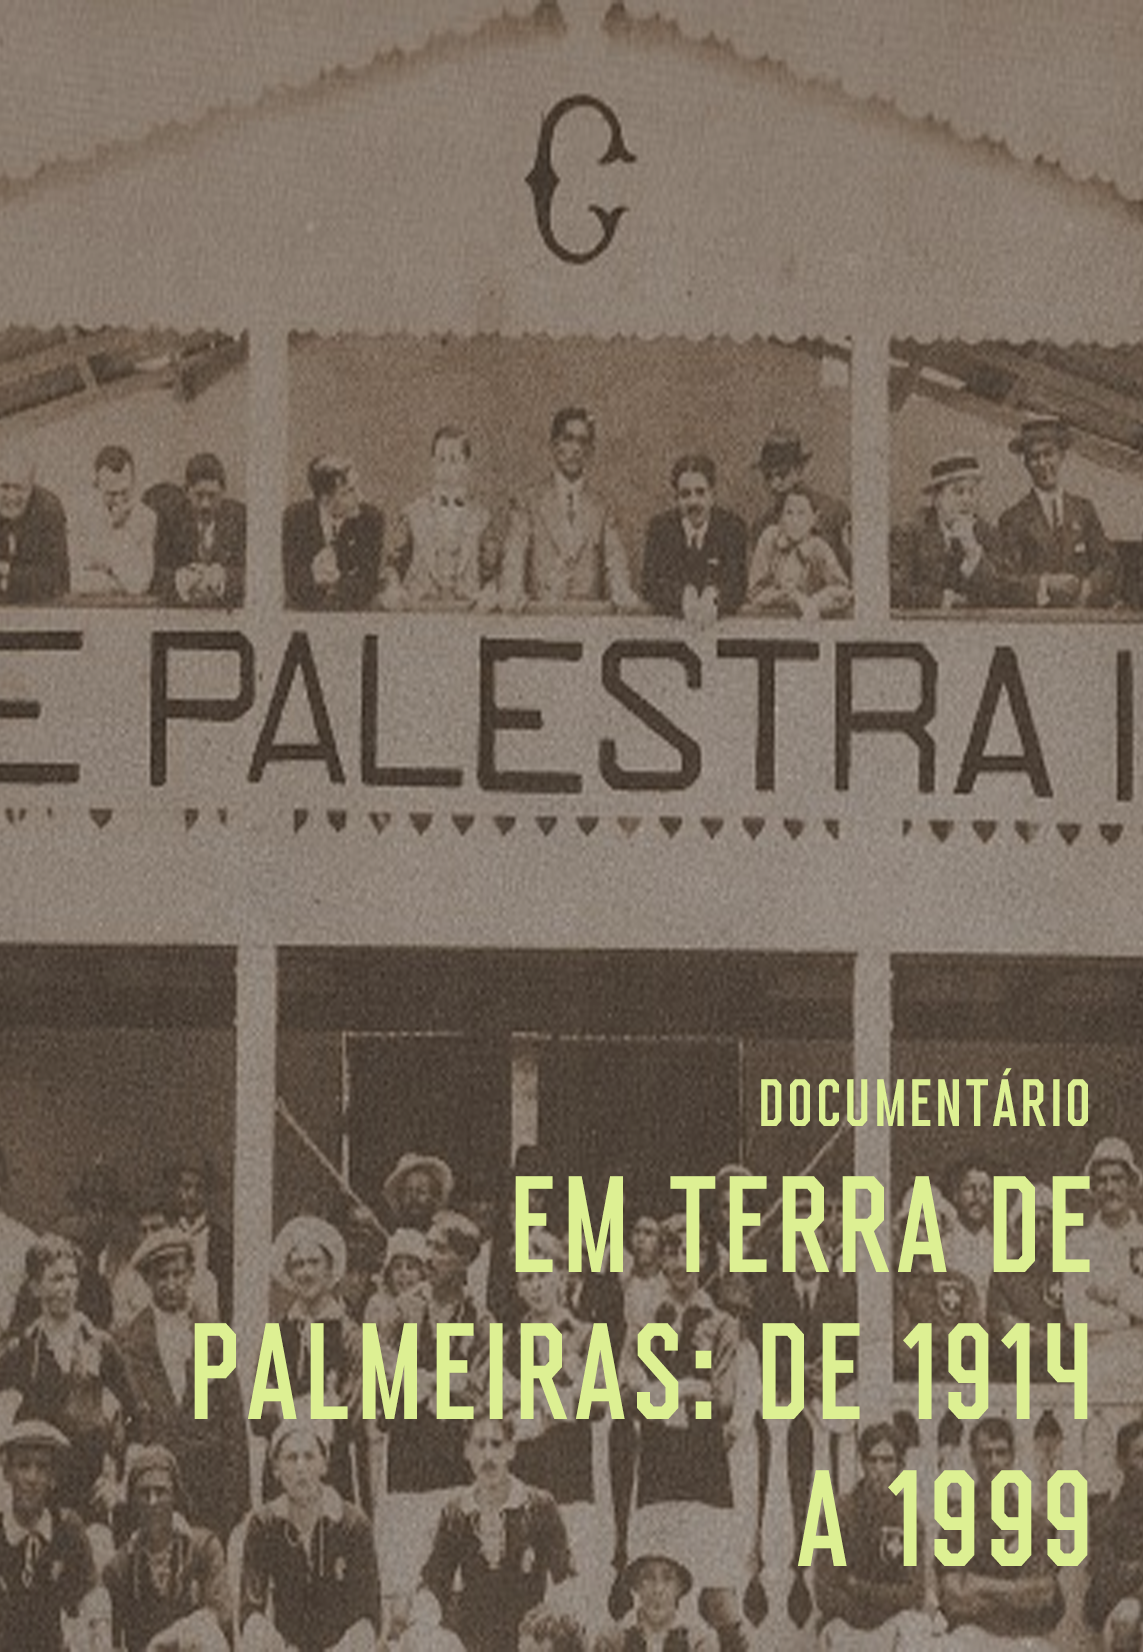 C
E PALESTRA I
DOCUMENTÁRIO
EM TERRA DE
PALMEIRAS: DE 1914
A 1999